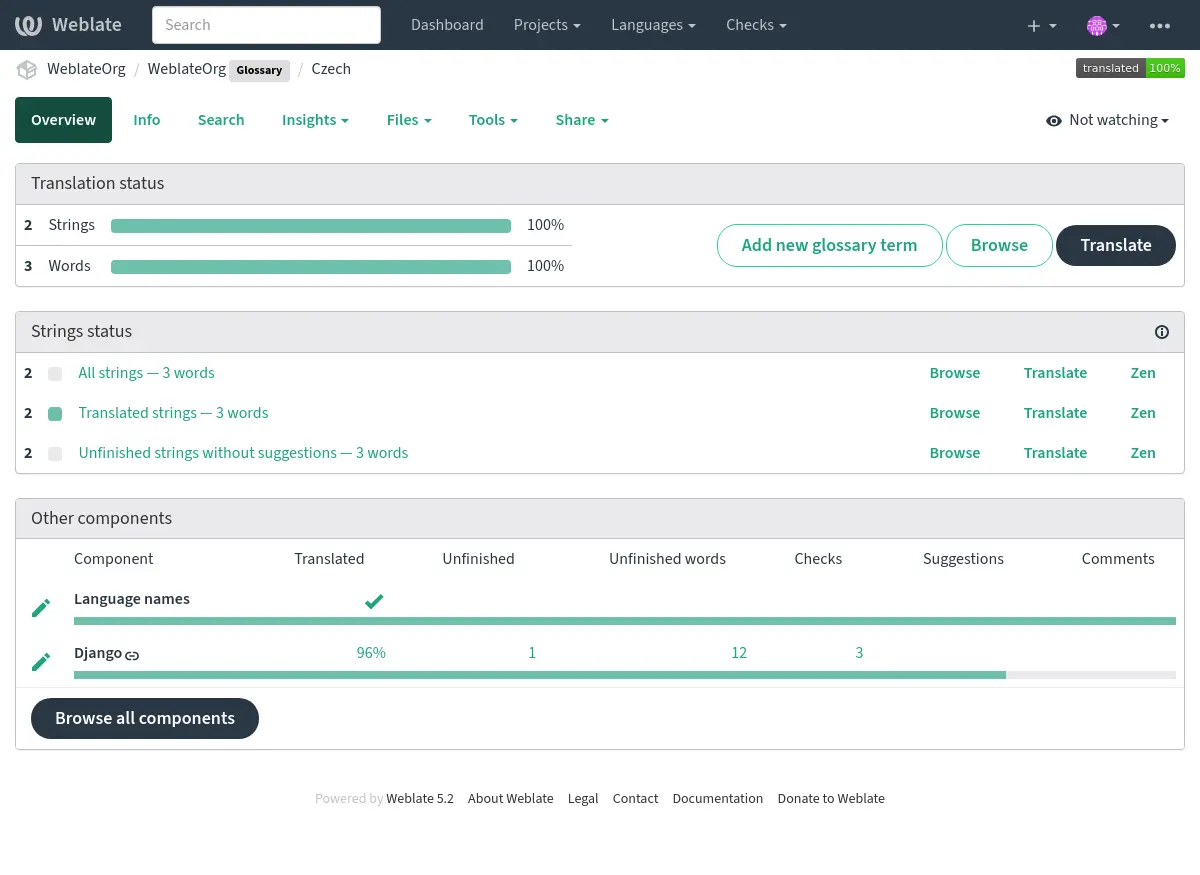 Weblate Search Dashboard Projects Languages Checks
WeblateOrg / WeblateOrg Glossary / Czech translated 100%
Overview Info Search Insights Files Tools Share Not watching
Translation status
2 Strings 100%
3 Words 100%
Add new glossary term Browse Translate
Strings status
2 All strings — 3 words Browse Translate Zen
2 Translated strings — 3 words Browse Translate Zen
2 Unfinished strings without suggestions — 3 words Browse Translate Zen
Other components
Component Translated Unfinished Unfinished words Checks Suggestions Comments
Language names
Django 96% 1 12 3
Browse all components
Powered by Weblate 5.2 About Weblate Legal Contact Documentation Donate to Weblate